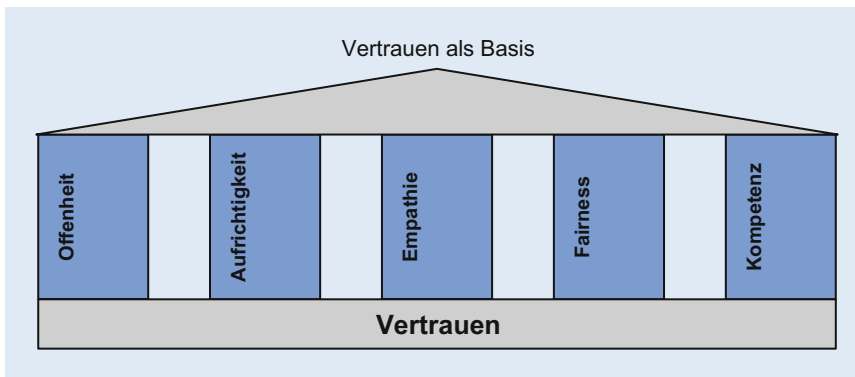 Vertrauen als Basis
Offenheit
Aufrichtigkeit
Empathie
Fairness
Kompetenz
Vertrauen